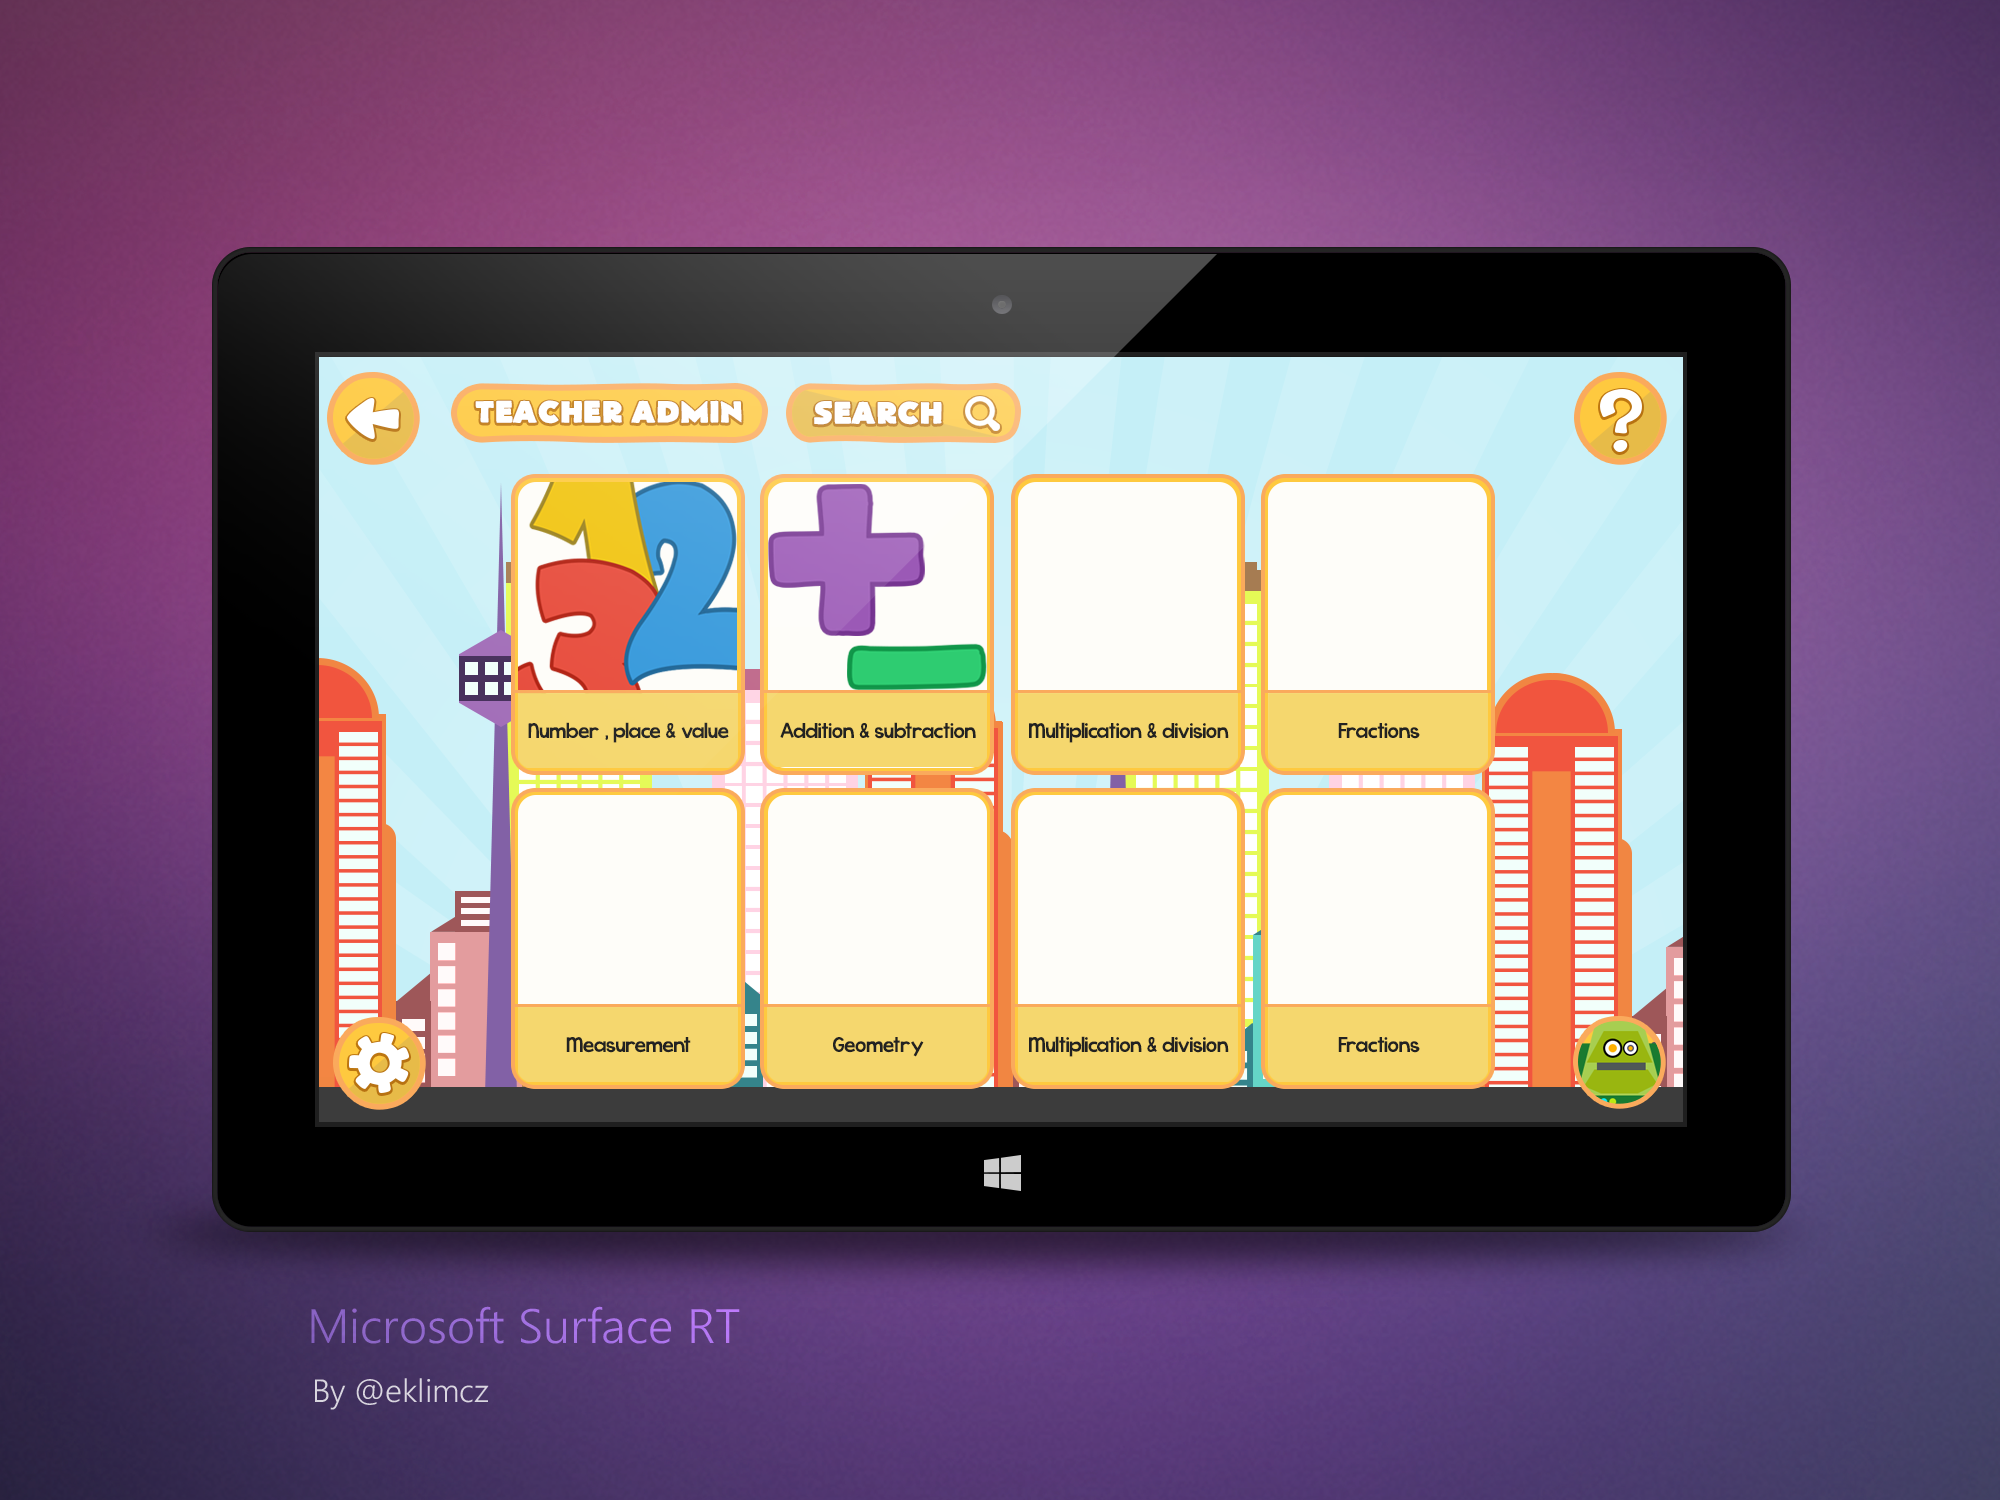 TEACHER ADMIN
SEARCH
Number , place & value
Addition & subtraction
Multiplication & division
Fractions
Measurement
Geometry
Multiplication & division
Fractions
Microsoft Surface RT
By @eklimcz